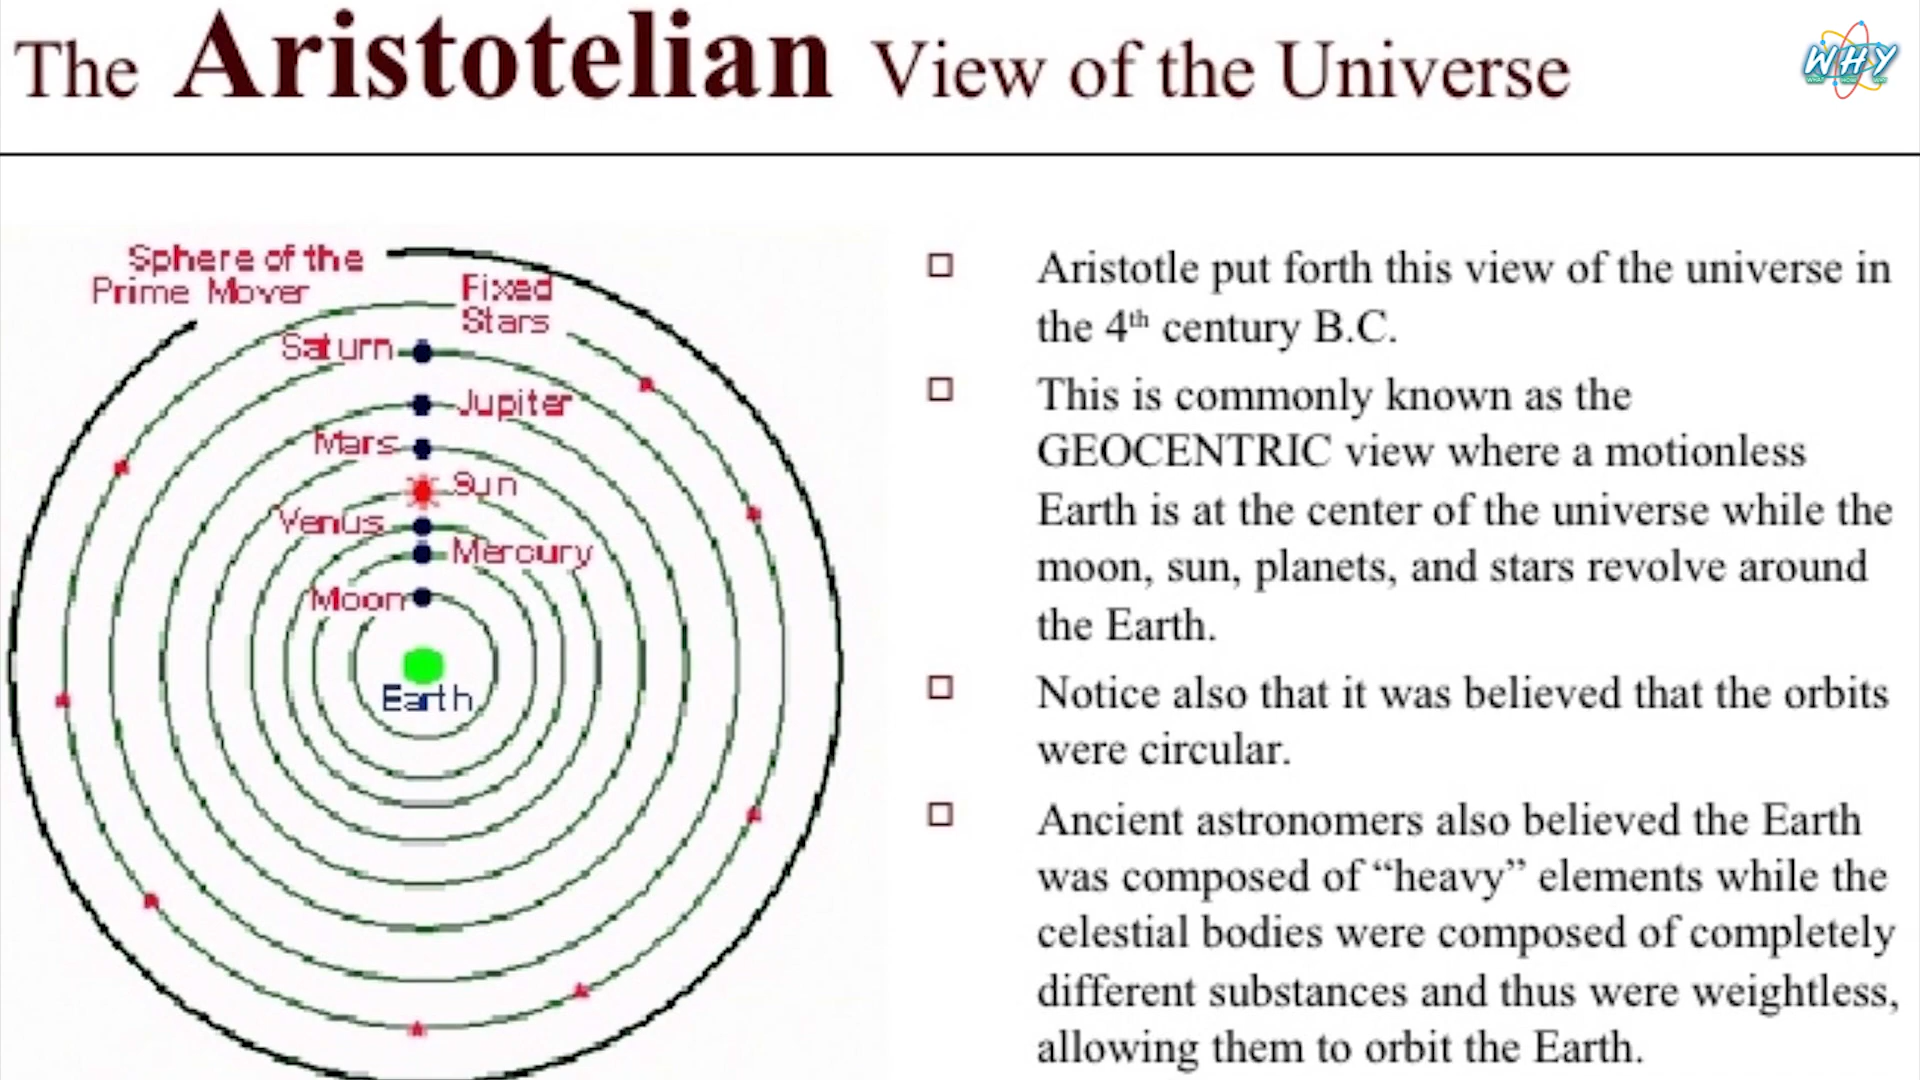 The Aristotelian View of the Universe
WHY
Sphere of the
Prime Mover
Fixed
Stars
Saturn
Jupiter
Mars
Sun
Venus
Mercury
Moon
Earth
Aristotle put forth this view of the universe in
the 4th century B.C.
This is commonly known as the
GEOCENTRIC view where a motionless
Earth is at the center of the universe while the
moon, sun, planets, and stars revolve around
the Earth.
Notice also that it was believed that the orbits
were circular.
Ancient astronomers also believed the Earth
was composed of “heavy” elements while the
celestial bodies were composed of completely
different substances and thus were weightless,
allowing them to orbit the Earth.